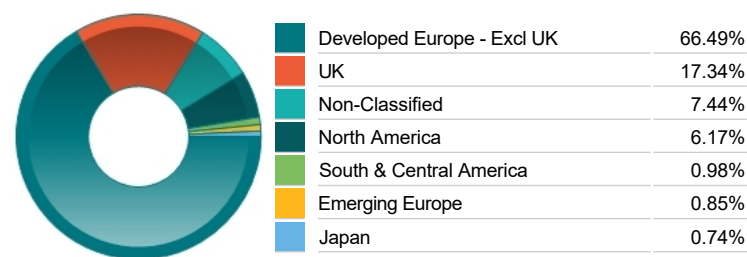 Developed Europe - Excl UK 66.49%
UK 17.34%
Non-Classified 7.44%
North America 6.17%
South & Central America 0.98%
Emerging Europe 0.85%
Japan 0.74%